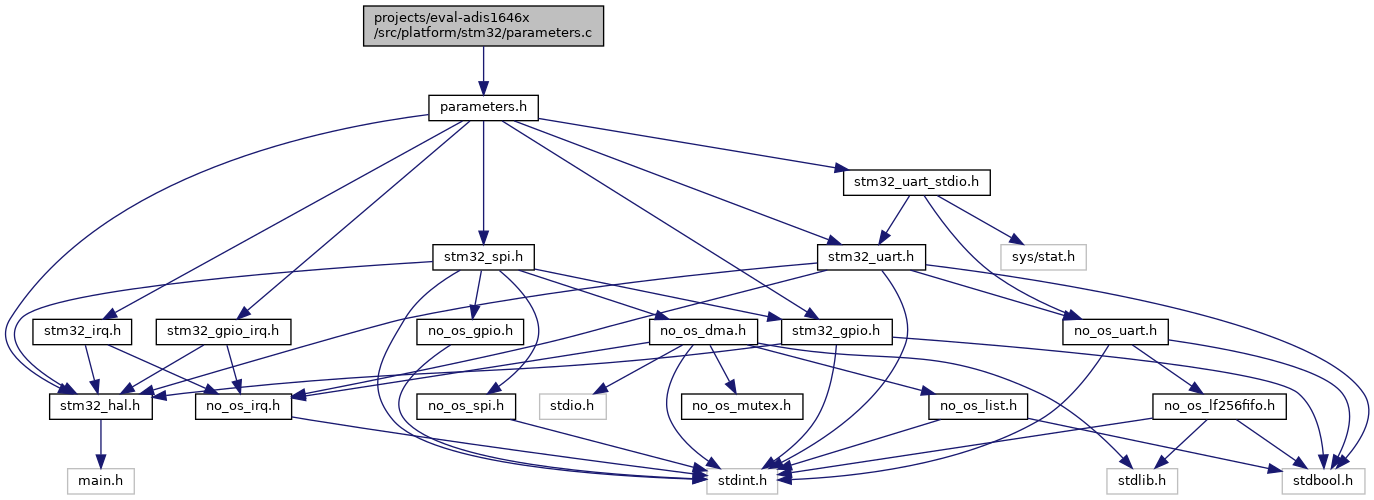 projects/eval-adis1646x
/src/platform/stm32/parameters.c
parameters.h
stm32_uart_stdio.h
stm32_spi.h
stm32_uart.h
sys/stat.h
stm32_irq.h
stm32_gpio_irq.h
no_os_gpio.h
no_os_dma.h
stm32_gpio.h
no_os_uart.h
stm32_hal.h
no_os_irq.h
no_os_spi.h
stdio.h
no_os_mutex.h
no_os_list.h
no_os_lf256fifo.h
main.h
stdint.h
stdlib.h
stdbool.h